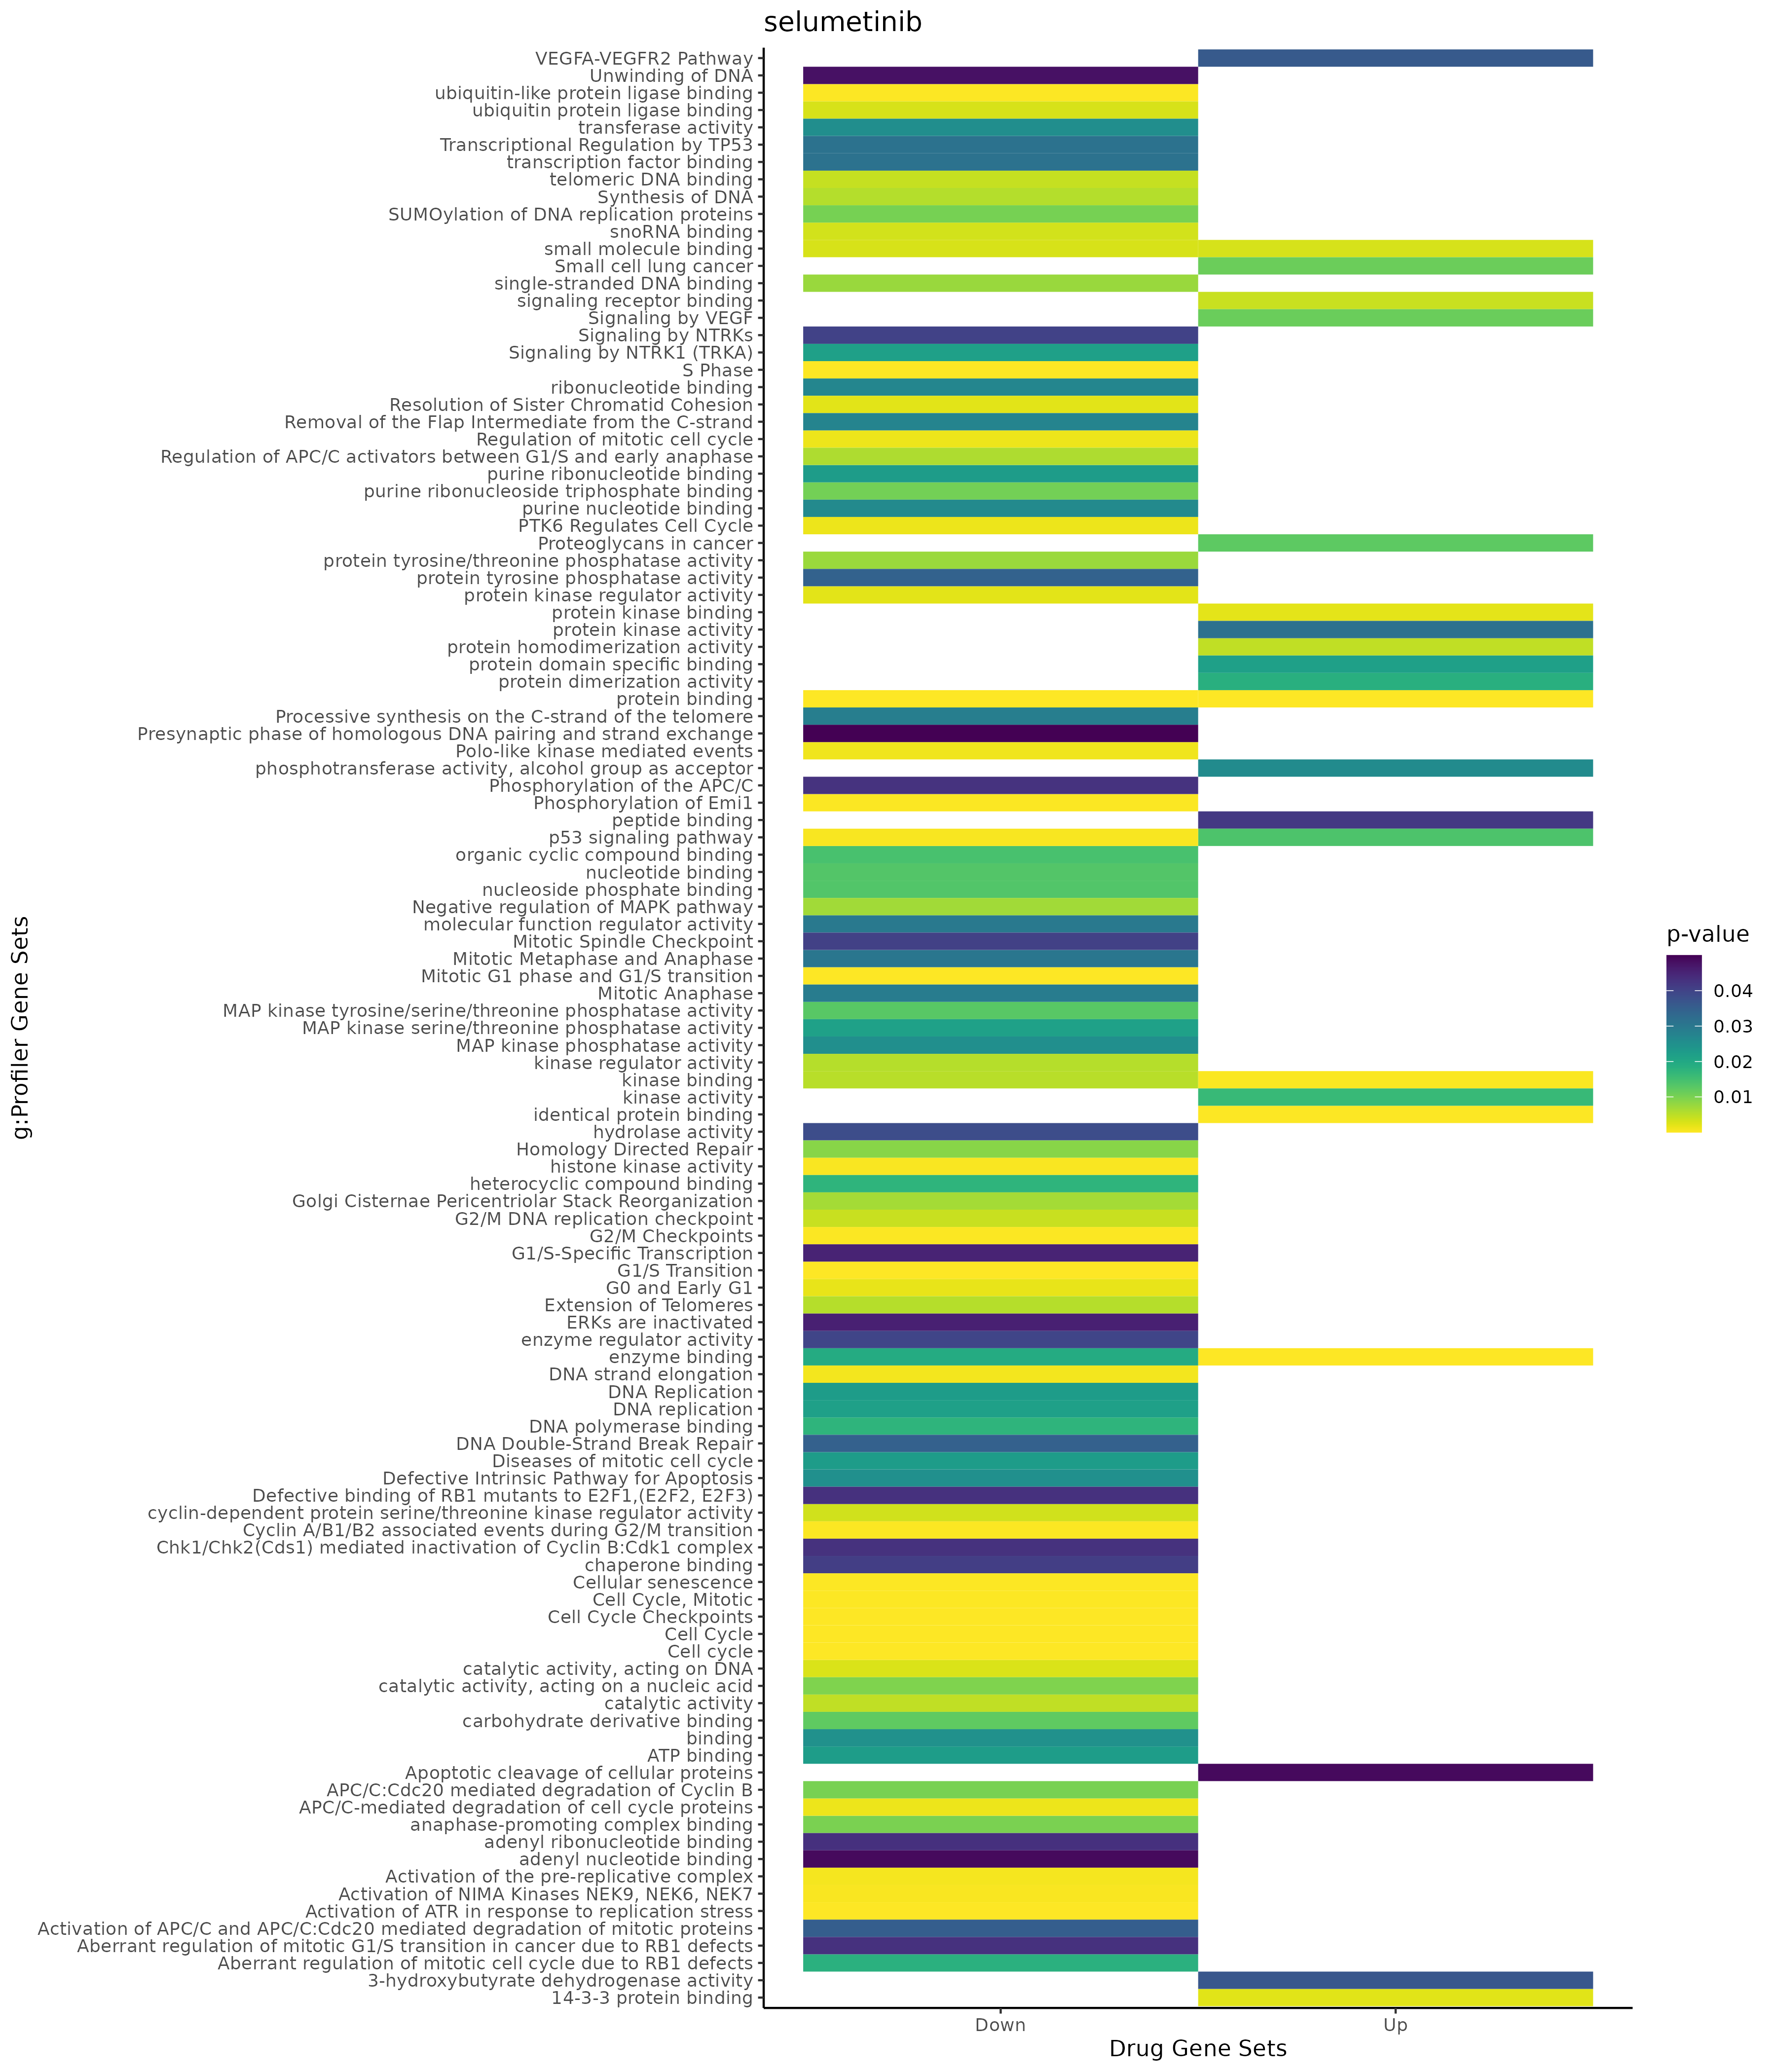 selumetinib
VEGFA-VEGFR2 Pathway
Unwinding of DNA
ubiquitin-like protein ligase binding
ubiquitin protein ligase binding
transferase activity
Transcriptional Regulation by TP53
transcription factor binding
telomeric DNA binding
Synthesis of DNA
SUMOylation of DNA replication proteins
snoRNA binding
small molecule binding
Small cell lung cancer
single-stranded DNA binding
signaling receptor binding
Signaling by VEGF
Signaling by NTRKs
Signaling by NTRK1 (TRKA)
S Phase
ribonucleotide binding
Resolution of Sister Chromatid Cohesion
Removal of the Flap Intermediate from the C-strand
Regulation of mitotic cell cycle
Regulation of APC/C activators between G1/S and early anaphase
purine ribonucleotide binding
purine ribonucleoside triphosphate binding
purine nucleotide binding
PTK6 Regulates Cell Cycle
Proteoglycans in cancer
protein tyrosine/threonine phosphatase activity
protein tyrosine phosphatase activity
protein kinase regulator activity
protein kinase binding
protein kinase activity
protein homodimerization activity
protein domain specific binding
protein dimerization activity
protein binding
Processive synthesis on the C-strand of the telomere
Presynaptic phase of homologous DNA pairing and strand exchange
Polo-like kinase mediated events
phosphotransferase activity, alcohol group as acceptor
Phosphorylation of the APC/C
Phosphorylation of Emi1
peptide binding
p53 signaling pathway
organic cyclic compound binding
nucleotide binding
nucleoside phosphate binding
Negative regulation of MAPK pathway
molecular function regulator activity
Mitotic Spindle Checkpoint
Mitotic Metaphase and Anaphase
Mitotic G1 phase and G1/S transition
Mitotic Anaphase
MAP kinase tyrosine/serine/threonine phosphatase activity
MAP kinase serine/threonine phosphatase activity
MAP kinase phosphatase activity
kinase regulator activity
kinase binding
kinase activity
identical protein binding
hydrolase activity
Homology Directed Repair
histone kinase activity
heterocyclic compound binding
Golgi Cisternae Pericentriolar Stack Reorganization
G2/M DNA replication checkpoint
G2/M Checkpoints
G1/S-Specific Transcription
G1/S Transition
G0 and Early G1
Extension of Telomeres
ERKs are inactivated
enzyme regulator activity
enzyme binding
DNA strand elongation
DNA Replication
DNA replication
DNA polymerase binding
DNA Double-Strand Break Repair
Diseases of mitotic cell cycle
Defective Intrinsic Pathway for Apoptosis
Defective binding of RB1 mutants to E2F1,(E2F2, E2F3)
cyclin-dependent protein serine/threonine kinase regulator activity
Cyclin A/B1/B2 associated events during G2/M transition
Chk1/Chk2(Cds1) mediated inactivation of Cyclin B:Cdk1 complex
chaperone binding
Cellular senescence
Cell Cycle, Mitotic
Cell Cycle Checkpoints
Cell Cycle
Cell cycle
catalytic activity, acting on DNA
catalytic activity, acting on a nucleic acid
catalytic activity
carbohydrate derivative binding
binding
ATP binding
Apoptotic cleavage of cellular proteins
APC/C:Cdc20 mediated degradation of Cyclin B
APC/C-mediated degradation of cell cycle proteins
anaphase-promoting complex binding
adenyl ribonucleotide binding
adenyl nucleotide binding
Activation of the pre-replicative complex
Activation of NIMA Kinases NEK9, NEK6, NEK7
Activation of ATR in response to replication stress
Activation of APC/C and APC/C:Cdc20 mediated degradation of mitotic proteins
Aberrant regulation of mitotic G1/S transition in cancer due to RB1 defects
Aberrant regulation of mitotic cell cycle due to RB1 defects
3-hydroxybutyrate dehydrogenase activity
14-3-3 protein binding
g:Profiler Gene Sets
Down
Up
Drug Gene Sets
p-value
0.04
0.03
0.02
0.01